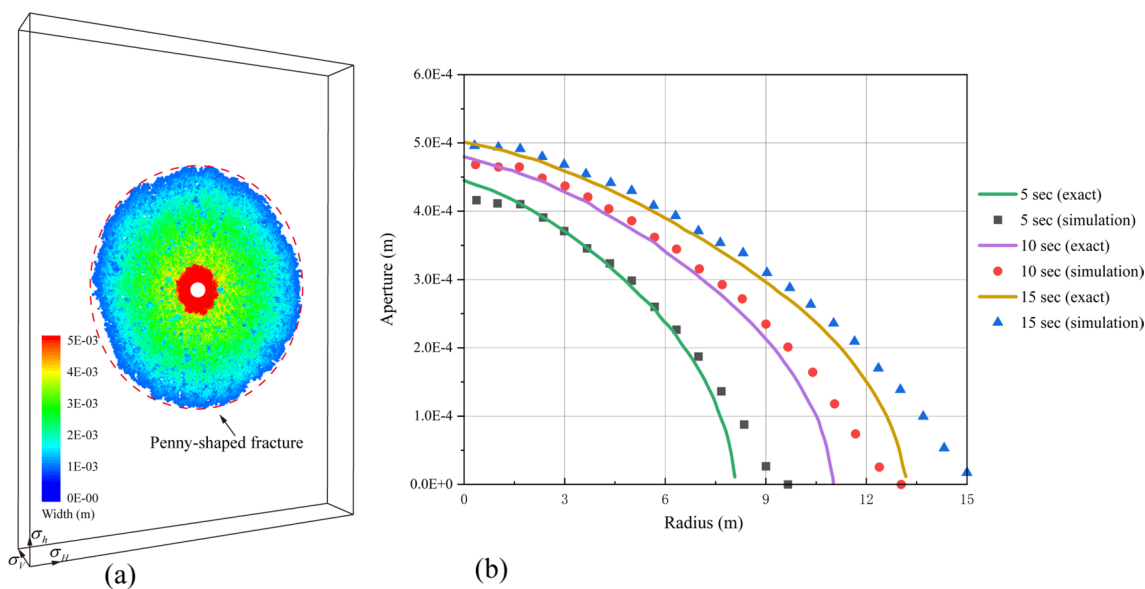 5E-03
4E-03
3E-03
2E-03
1E-03
0E-00
Width (m)
Penny-shaped fracture
σh
σV
σH
(a)
6.0E-4
5.0E-4
4.0E-4
3.0E-4
2.0E-4
1.0E-4
0.0E+0
Aperture (m)
0 3 6 9 12 15
Radius (m)
(b)
5 sec (exact)
5 sec (simulation)
10 sec (exact)
10 sec (simulation)
15 sec (exact)
15 sec (simulation)